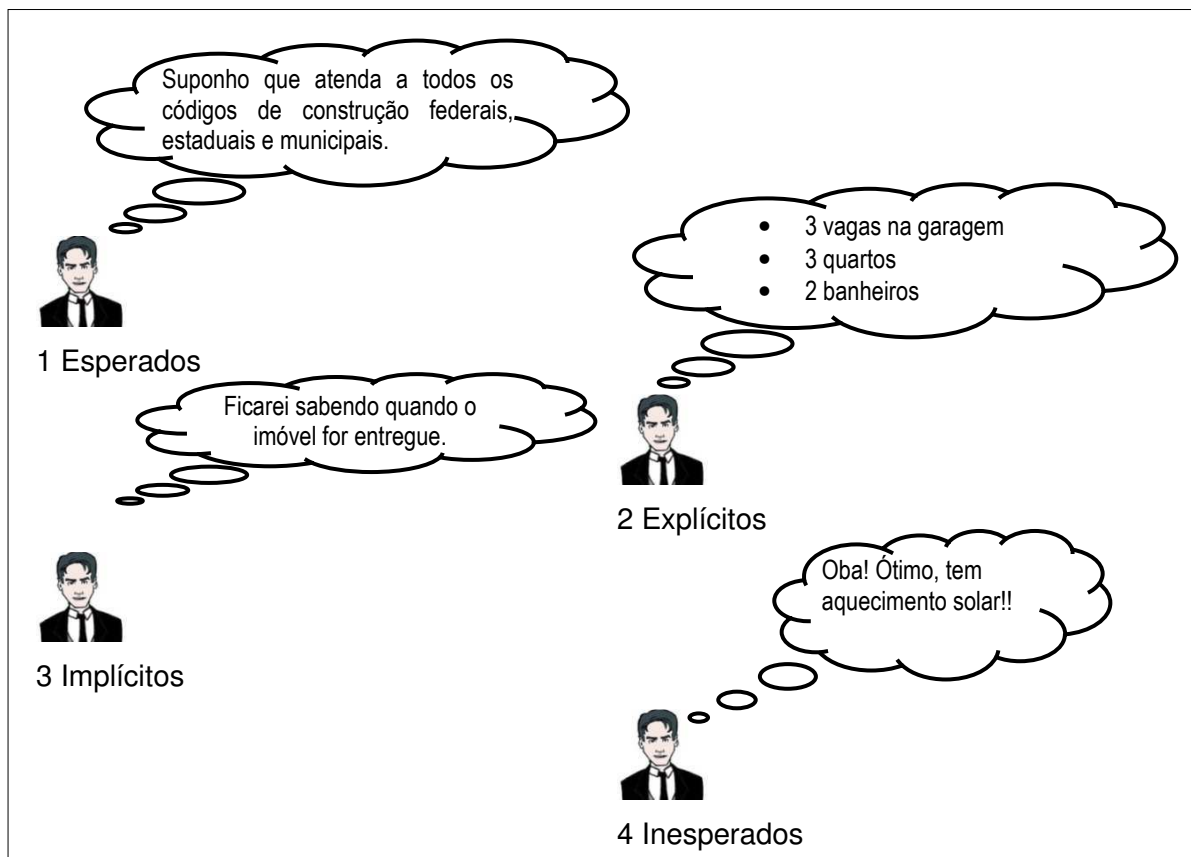 Suponho que atenda a todos os
códigos de construção federais,
estaduais e municipais.
1 Esperados
• 3 vagas na garagem
• 3 quartos
• 2 banheiros
2 Explícitos
Ficarei sabendo quando o
imóvel for entregue.
3 Implícitos
Oba! Ótimo, tem
aquecimento solar!!
4 Inesperados